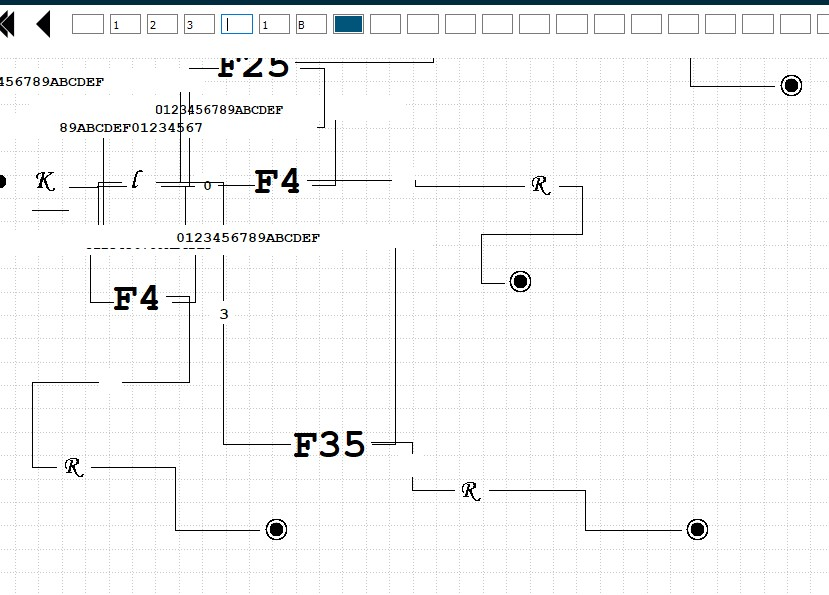 1 2 3 1 B
F25
456789ABCDEF
0123456789ABCDEF
89ABCDEF01234567
K l 0 F4 R
0123456789ABCDEF
F4
3
F35
R
R